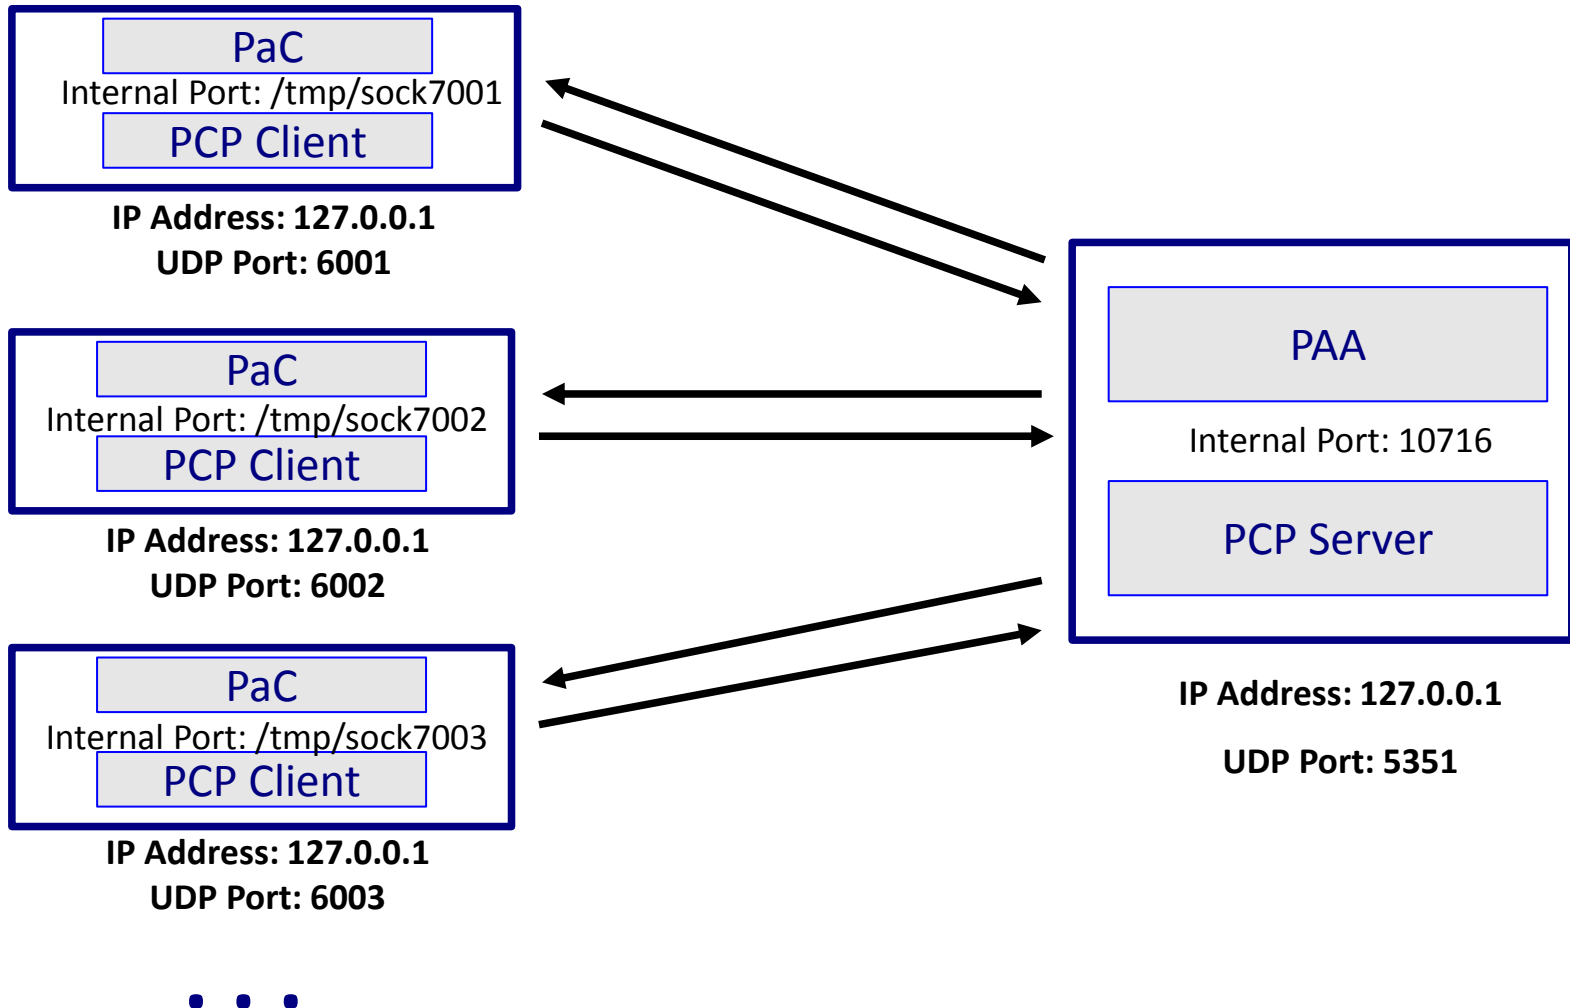 PaC
Internal Port: /tmp/sock7001
PCP Client
IP Address: 127.0.0.1
UDP Port: 6001
PaC
Internal Port: /tmp/sock7002
PCP Client
IP Address: 127.0.0.1
UDP Port: 6002
PaC
Internal Port: /tmp/sock7003
PCP Client
IP Address: 127.0.0.1
UDP Port: 6003
...
PAA
Internal Port: 10716
PCP Server
IP Address: 127.0.0.1
UDP Port: 5351